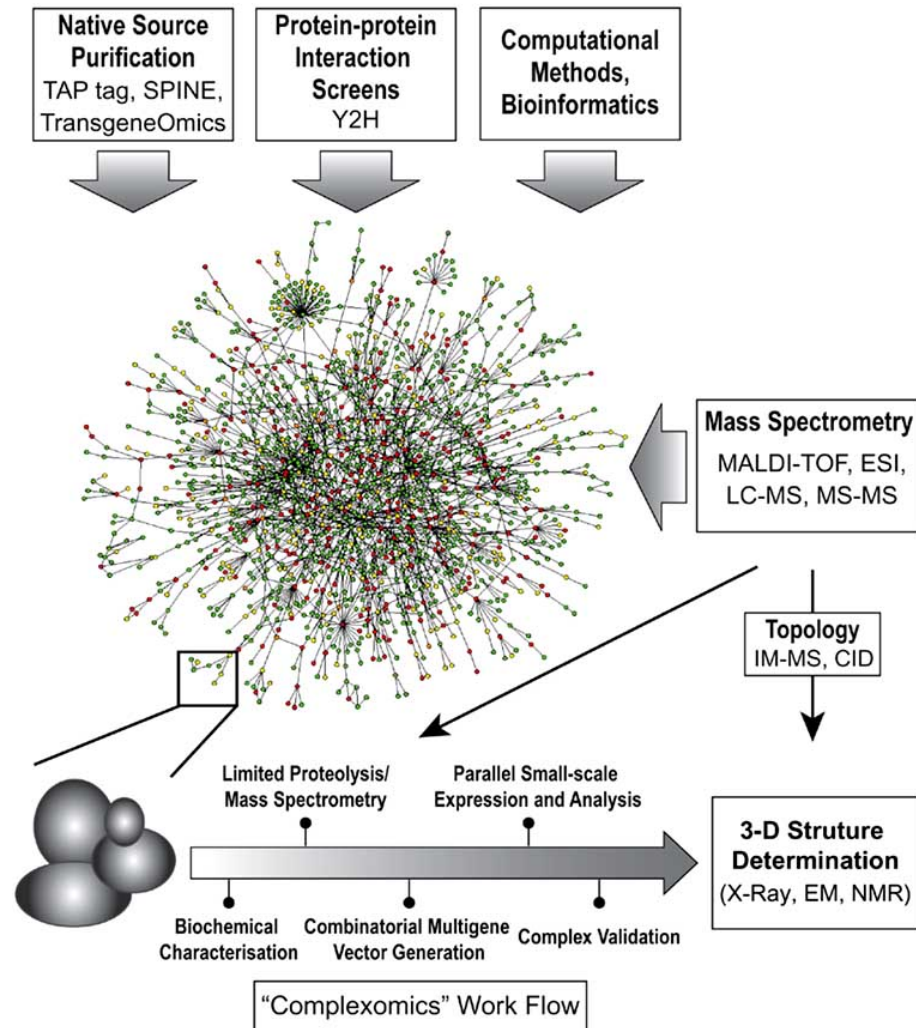 Native Source
Purification
TAP tag, SPINE,
TransgeneOmics
Protein-protein
Interaction
Screens
Y2H
Computational
Methods,
Bioinformatics
Mass Spectrometry
MALDI-TOF, ESI,
LC-MS, MS-MS
Topology
IM-MS, CID
Limited Proteolysis/
Mass Spectrometry
Parallel Small-scale
Expression and Analysis
3-D Struture
Determination
(X-Ray, EM, NMR)
Biochemical
Characterisation
Combinatorial Multigene
Vector Generation
Complex Validation
“Complexomics” Work Flow